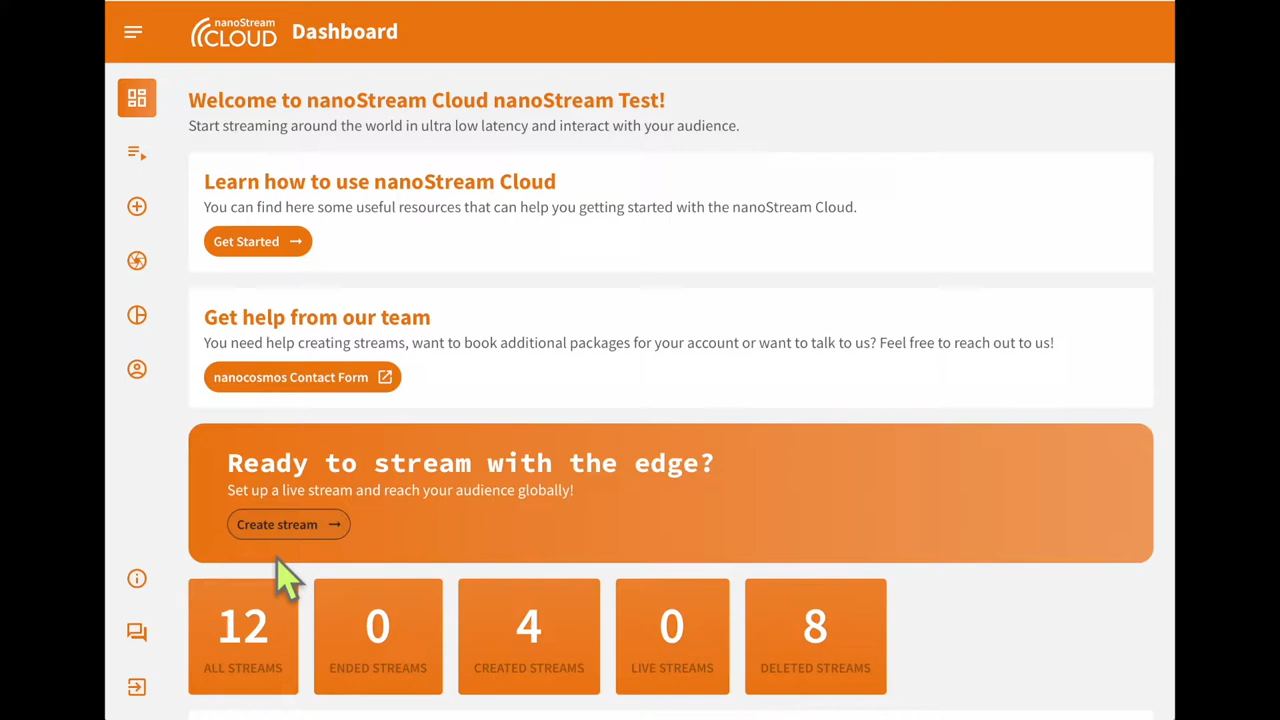 nanoStream
CLOUD
Dashboard
Welcome to nanoStream Cloud nanoStream Test!
Start streaming around the world in ultra low latency and interact with your audience.
Learn how to use nanoStream Cloud
You can find here some useful resources that can help you getting started with the nanoStream Cloud.
Get Started →
Get help from our team
You need help creating streams, want to book additional packages for your account or want to talk to us? Feel free to reach out to us!
nanocosmos Contact Form
Ready to stream with the edge?
Set up a live stream and reach your audience globally!
Create stream →
12 0 4 0 8
ALL STREAMS ENDED STREAMS CREATED STREAMS LIVE STREAMS DELETED STREAMS